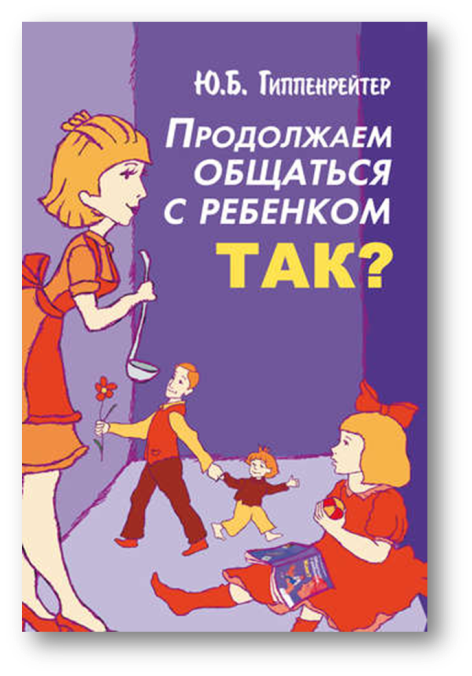 Ю.Б. Гиппенрейтер
Продолжаем
общаться
с ребенком
ТАК?